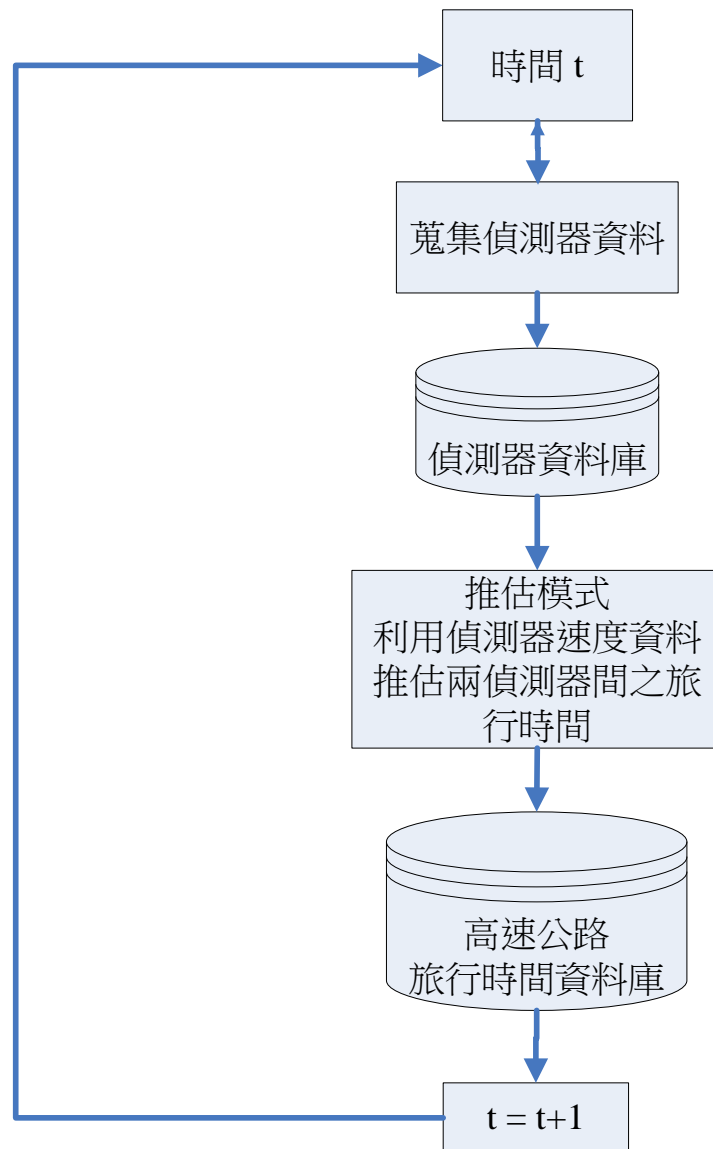 時間 t
蒐集偵測器資料
偵測器資料庫
推估模式
利用偵測器速度資料
推估兩偵測器間之旅
行時間
高速公路
旅行時間資料庫
t = t+1